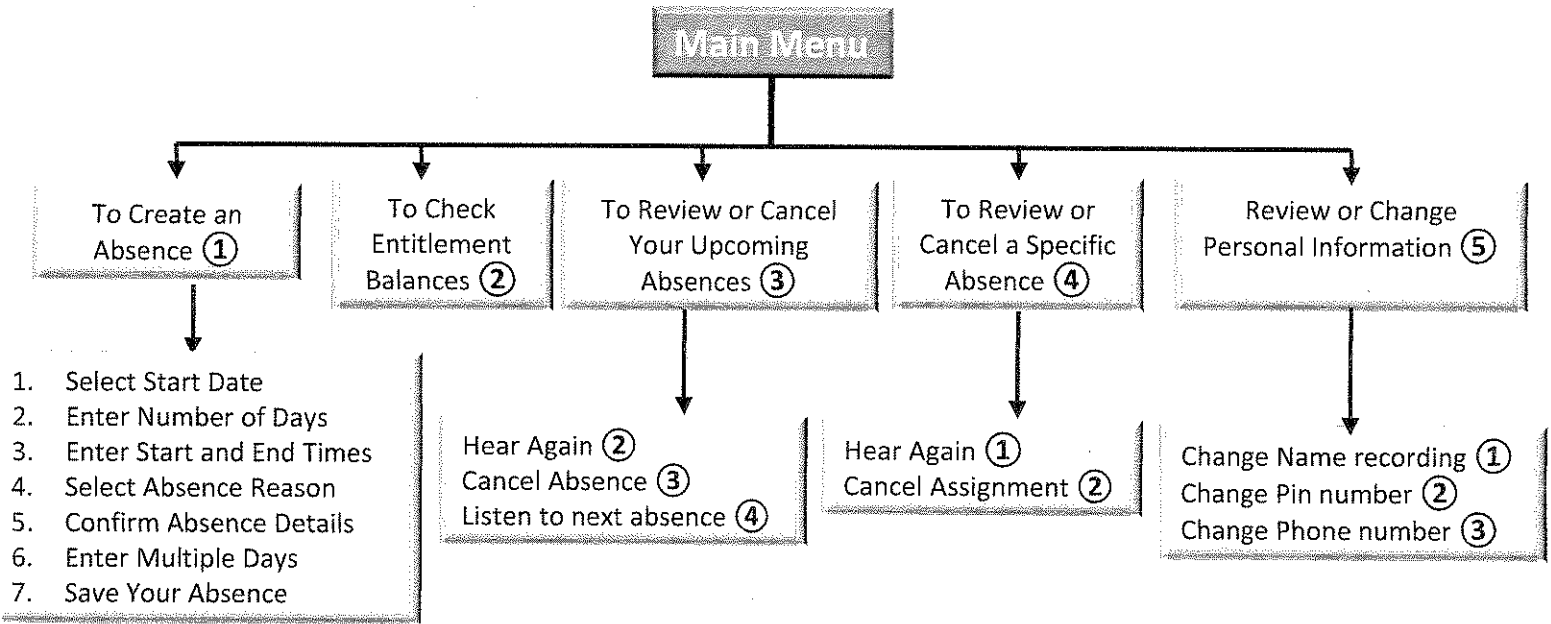 Main Menu
To Create an
Absence ①
To Check
Entitlement
Balances ②
To Review or Cancel
Your Upcoming
Absences ③
To Review or
Cancel a Specific
Absence ④
Review or Change
Personal Information ⑤
1. Select Start Date
2. Enter Number of Days
3. Enter Start and End Times
4. Select Absence Reason
5. Confirm Absence Details
6. Enter Multiple Days
7. Save Your Absence
Hear Again ②
Cancel Absence ③
Listen to next absence ④
Hear Again ①
Cancel Assignment ②
Change Name recording ①
Change Pin number ②
Change Phone number ③